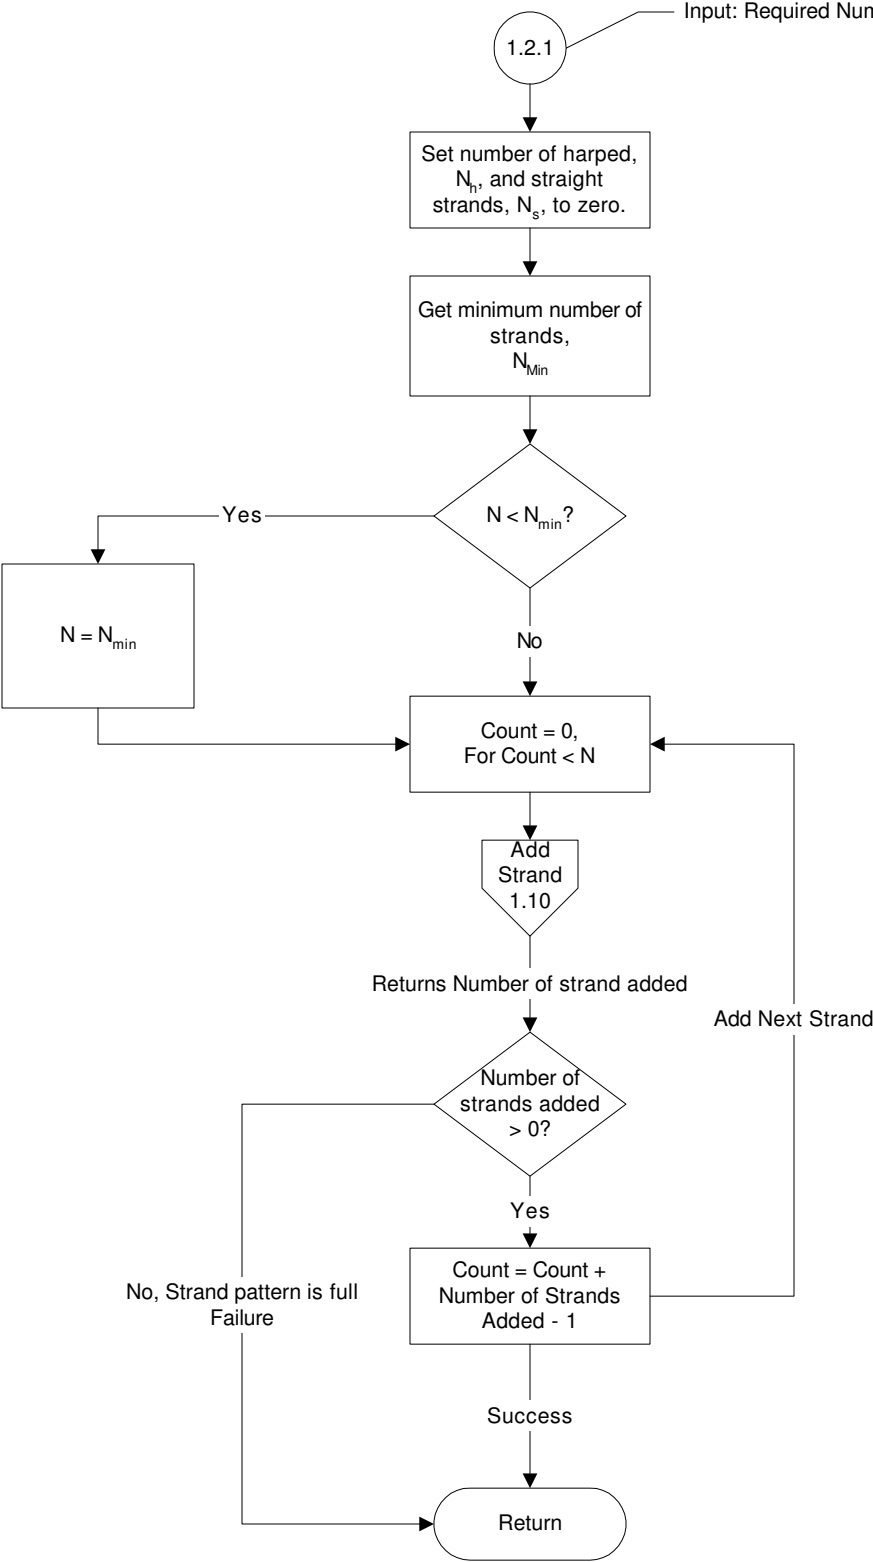 Input: Required Num
1.2.1
Set number of harped,
Nh, and straight
strands, Ns, to zero.
Get minimum number of
strands,
NMin
N < Nmin?
Yes
N = Nmin
No
Count = 0,
For Count < N
Add
Strand
1.10
Returns Number of strand added
Add Next Strand
Number of
strands added
> 0?
Yes
No, Strand pattern is full
Failure
Count = Count +
Number of Strands
Added - 1
Success
Return